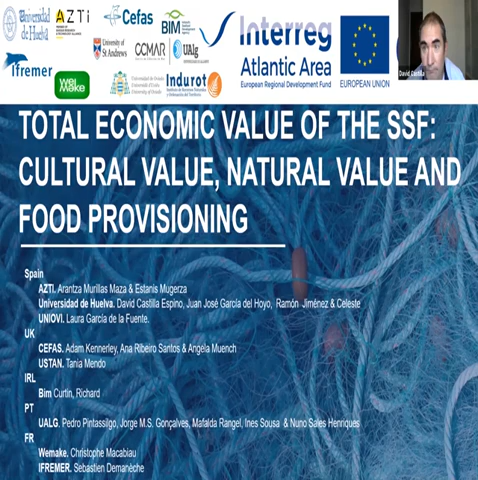 Universidad de Huelva
AZTI
Cefas
BIM
University of St Andrews
CCMAR
UAlg
Interreg
Atlantic Area
European Regional Development Fund
EUROPEAN UNION
Ifremer
WeMake
Universidad de Oviedo
Indurot
David Castilla
TOTAL ECONOMIC VALUE OF THE SSF:
CULTURAL VALUE, NATURAL VALUE AND
FOOD PROVISIONING
Spain
AZTI. Arantza Murillas Maza & Estanis Mugerza
Universidad de Huelva. David Castilla Espino, Juan José García del Hoyo, Ramón Jiménez & Celeste
UNIOVI. Laura García de la Fuente.
UK
CEFAS. Adam Kennerley, Ana Ribeiro Santos & Angela Muench
USTAN. Tania Mendo
IRL
Bim Curtin, Richard
PT
UALG. Pedro Pintassilgo, Jorge M.S. Gonçalves, Mafalda Rangel, Ines Sousa & Nuno Sales Henriques
FR
Wemake. Christophe Macabiau
IFREMER. Sebastien Demanèche